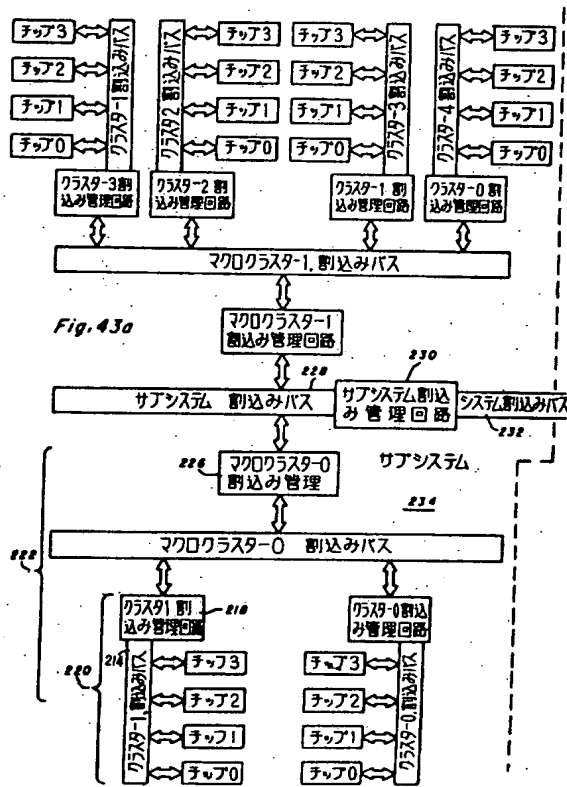 チップ3
チップ2
チップ1
チップ0
クラスター1 割込みバス
クラスター3割
込み管理回路
クラスター2 割込みバス
チップ3
チップ2
チップ1
チップ0
クラスター2 割
込み管理回路
チップ3
チップ2
チップ1
チップ0
クラスター3 割込みバス
クラスター1 割
込み管理回路
クラスター4 割込みバス
チップ3
チップ2
チップ1
チップ0
クラスター0 割
込み管理回路
マクロクラスター1. 割込みバス
Fig. 43a
マクロクラスター1
割込み管理回路
228
230
サブシステム 割込みバス
サブシステム割込
み管理回路
システム割込みバス
232
226
マクロクラスター0
割込み管理
サブシステム
234
マクロクラスター0 割込みバス
222
クラスタ1 割
込み管理回路
218
クラスター0割込
み管理回路
220
214
クラスター1.割込みバス
チップ3
チップ2
チップ1
チップ0
チップ3
チップ2
チップ1
チップ0
クラスター0.割込みバス